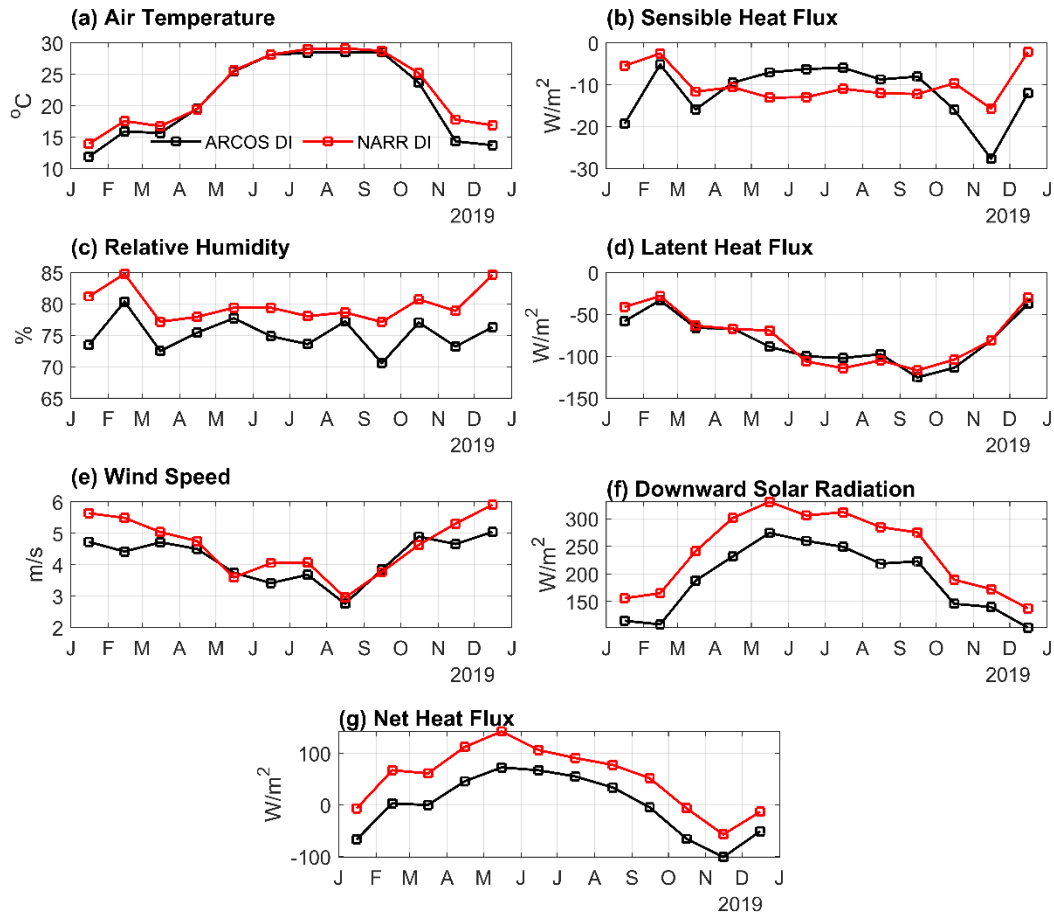 (a) Air Temperature
30
25
20
15
10
°C
ARCOS DI NARR DI
J F M A M J J A S O N D J
2019
(b) Sensible Heat Flux
0
-10
-20
-30
W/m²
J F M A M J J A S O N D J
2019
(c) Relative Humidity
85
80
75
70
65
%
J F M A M J J A S O N D J
2019
(d) Latent Heat Flux
0
-50
-100
-150
W/m²
J F M A M J J A S O N D J
2019
(e) Wind Speed
6
5
4
3
2
m/s
J F M A M J J A S O N D J
2019
(f) Downward Solar Radiation
300
250
200
150
W/m²
J F M A M J J A S O N D J
2019
(g) Net Heat Flux
100
0
-100
W/m²
J F M A M J J A S O N D J
2019